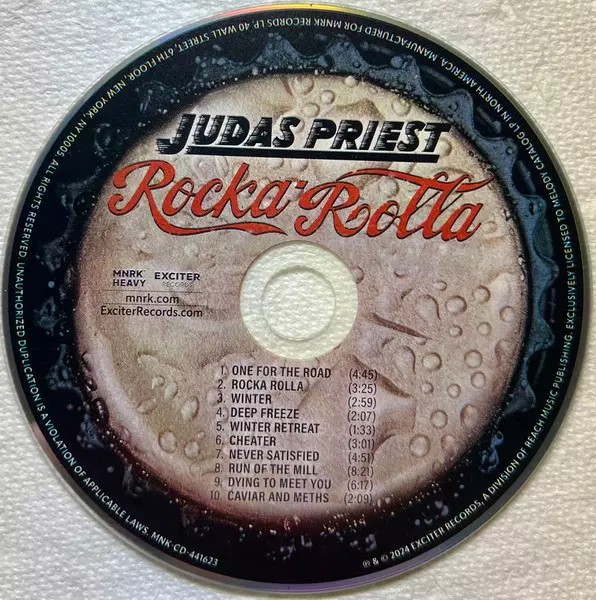 JUDAS PRIEST
Rocka-Rolla
MNRK HEAVY
EXCITER RECORDS
mnrk.com
ExciterRecords.com
1. ONE FOR THE ROAD (4:45)
2. ROCKA ROLLA (3:25)
3. WINTER (2:59)
4. DEEP FREEZE (2:07)
5. WINTER RETREAT (1:33)
6. CHEATER (3:01)
7. NEVER SATISFIED (4:51)
8. RUN OF THE MILL (8:21)
9. DYING TO MEET YOU (6:17)
10. CAVIAR AND METHS (2:09)
℗ & © 2024 EXCITER RECORDS, A DIVISION OF REACH MUSIC PUBLISHING. EXCLUSIVELY LICENSED TO MELODY CATALOG LP IN NORTH AMERICA. MANUFACTURED FOR MNRK RECORDS LP, 40 WALL STREET, 6TH FLOOR, NEW YORK, NY 10005. ALL RIGHTS RESERVED. UNAUTHORIZED DUPLICATION IS A VIOLATION OF APPLICABLE LAWS. MNK-CD-441623